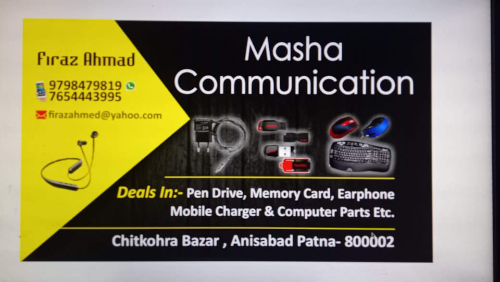 Firaz Ahmad
9798479819
7654443995
firazahmed@yahoo.com
Masha
Communication
Deals In:- Pen Drive, Memory Card, Earphone
Mobile Charger & Computer Parts Etc.
Chitkohra Bazar , Anisabad Patna- 800002